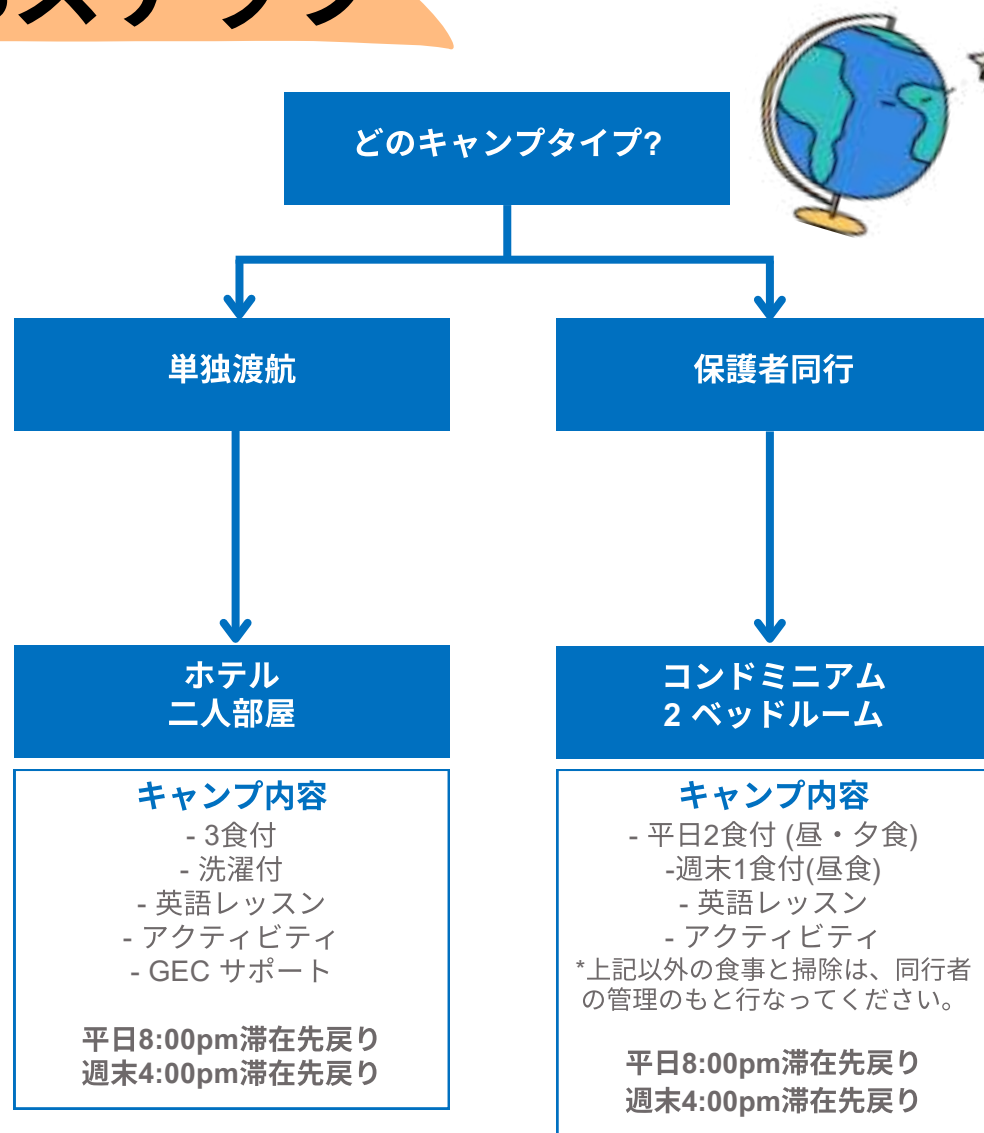 ステップ
どのキャンプタイプ?
単独渡航
保護者同行
ホテル
二人部屋
コンドミニアム
2 ベッドルーム
キャンプ内容
- 3食付
- 洗濯付
- 英語レッスン
- アクティビティ
- GEC サポート
平日8:00pm滞在先戻り
週末4:00pm滞在先戻り
キャンプ内容
- 平日2食付 (昼・夕食)
-週末1食付(昼食)
- 英語レッスン
- アクティビティ
*上記以外の食事と掃除は、同行者
の管理のもと行なってください。
平日8:00pm滞在先戻り
週末4:00pm滞在先戻り